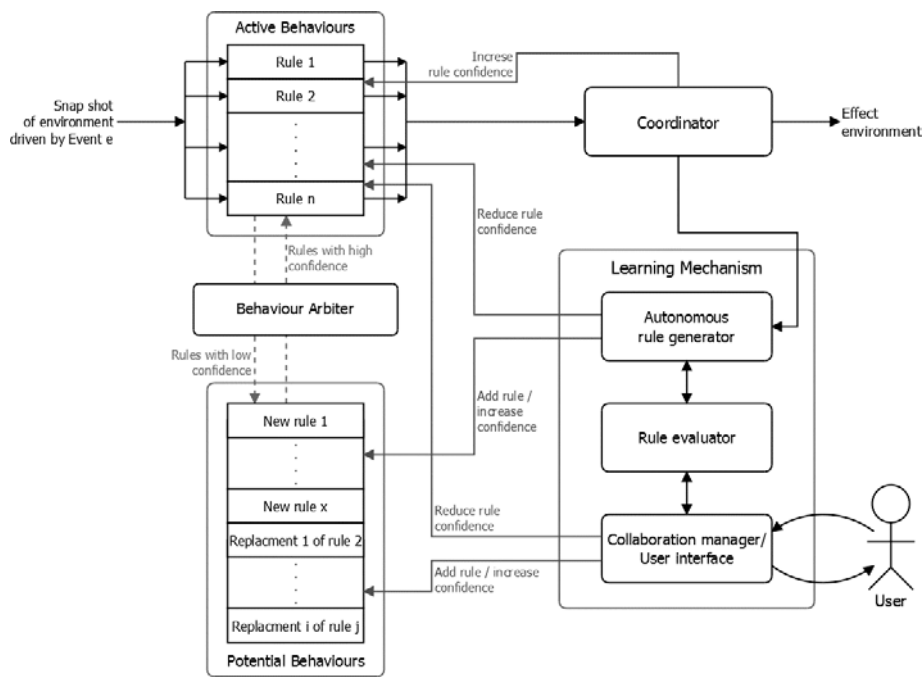 Active Behaviours
Rule 1
Rule 2
.
.
.
.
Rule n
Snap shot
of environment
driven by Event e
Increse
rule confidence
Coordinator
Effect
environment
Reduce rule
confidence
Rules with high
confidence
Behaviour Arbiter
Rules with low
confidence
Learning Mechanism
Autonomous
rule generator
Add rule /
increase
confidence
Rule evaluator
New rule 1
.
.
.
.
New rule x
Replacment 1 of rule 2
.
.
.
.
Replacment i of rule j
Potential Behaviours
Reduce rule
confidence
Add rule / increase
confidence
Collaboration manager/
User interface
User